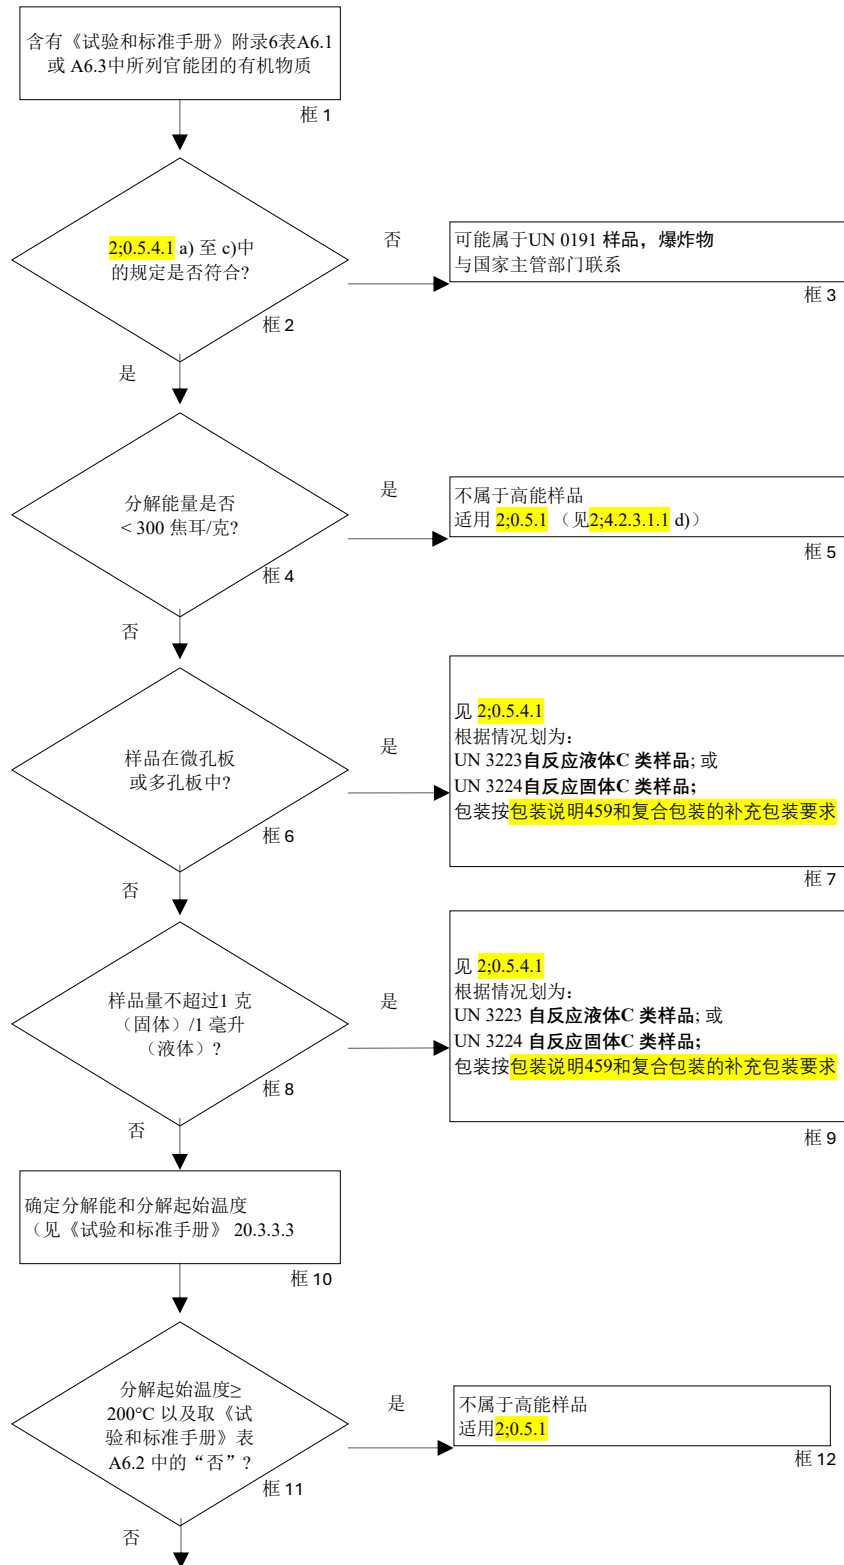 含有《试验和标准手册》附录6表A6.1
或 A6.3中所列官能团的有机物质
框 1
2;0.5.4.1 a) 至 c)中
的规定是否符合?
框 2
否
可能属于UN 0191 样品，爆炸物
与国家主管部门联系
框 3
是
分解能量是否
< 300 焦耳/克?
框 4
是
不属于高能样品
适用 2;0.5.1 （见2;4.2.3.1.1 d)）
框 5
否
样品在微孔板
或多孔板中?
框 6
是
见 2;0.5.4.1
根据情况划为：
UN 3223自反应液体C 类样品; 或
UN 3224自反应固体C 类样品；
包装按包装说明459和复合包装的补充包装要求
框 7
否
样品量不超过1 克
（固体）/1 毫升
（液体）?
框 8
是
见 2;0.5.4.1
根据情况划为：
UN 3223 自反应液体C 类样品; 或
UN 3224 自反应固体C 类样品；
包装按包装说明459和复合包装的补充包装要求
框 9
否
确定分解能和分解起始温度
（见《试验和标准手册》 20.3.3.3
框 10
分解起始温度≥
200°C 以及取《试
验和标准手册》表
A6.2 中的“否”?
框 11
是
不属于高能样品
适用2;0.5.1
框 12
否